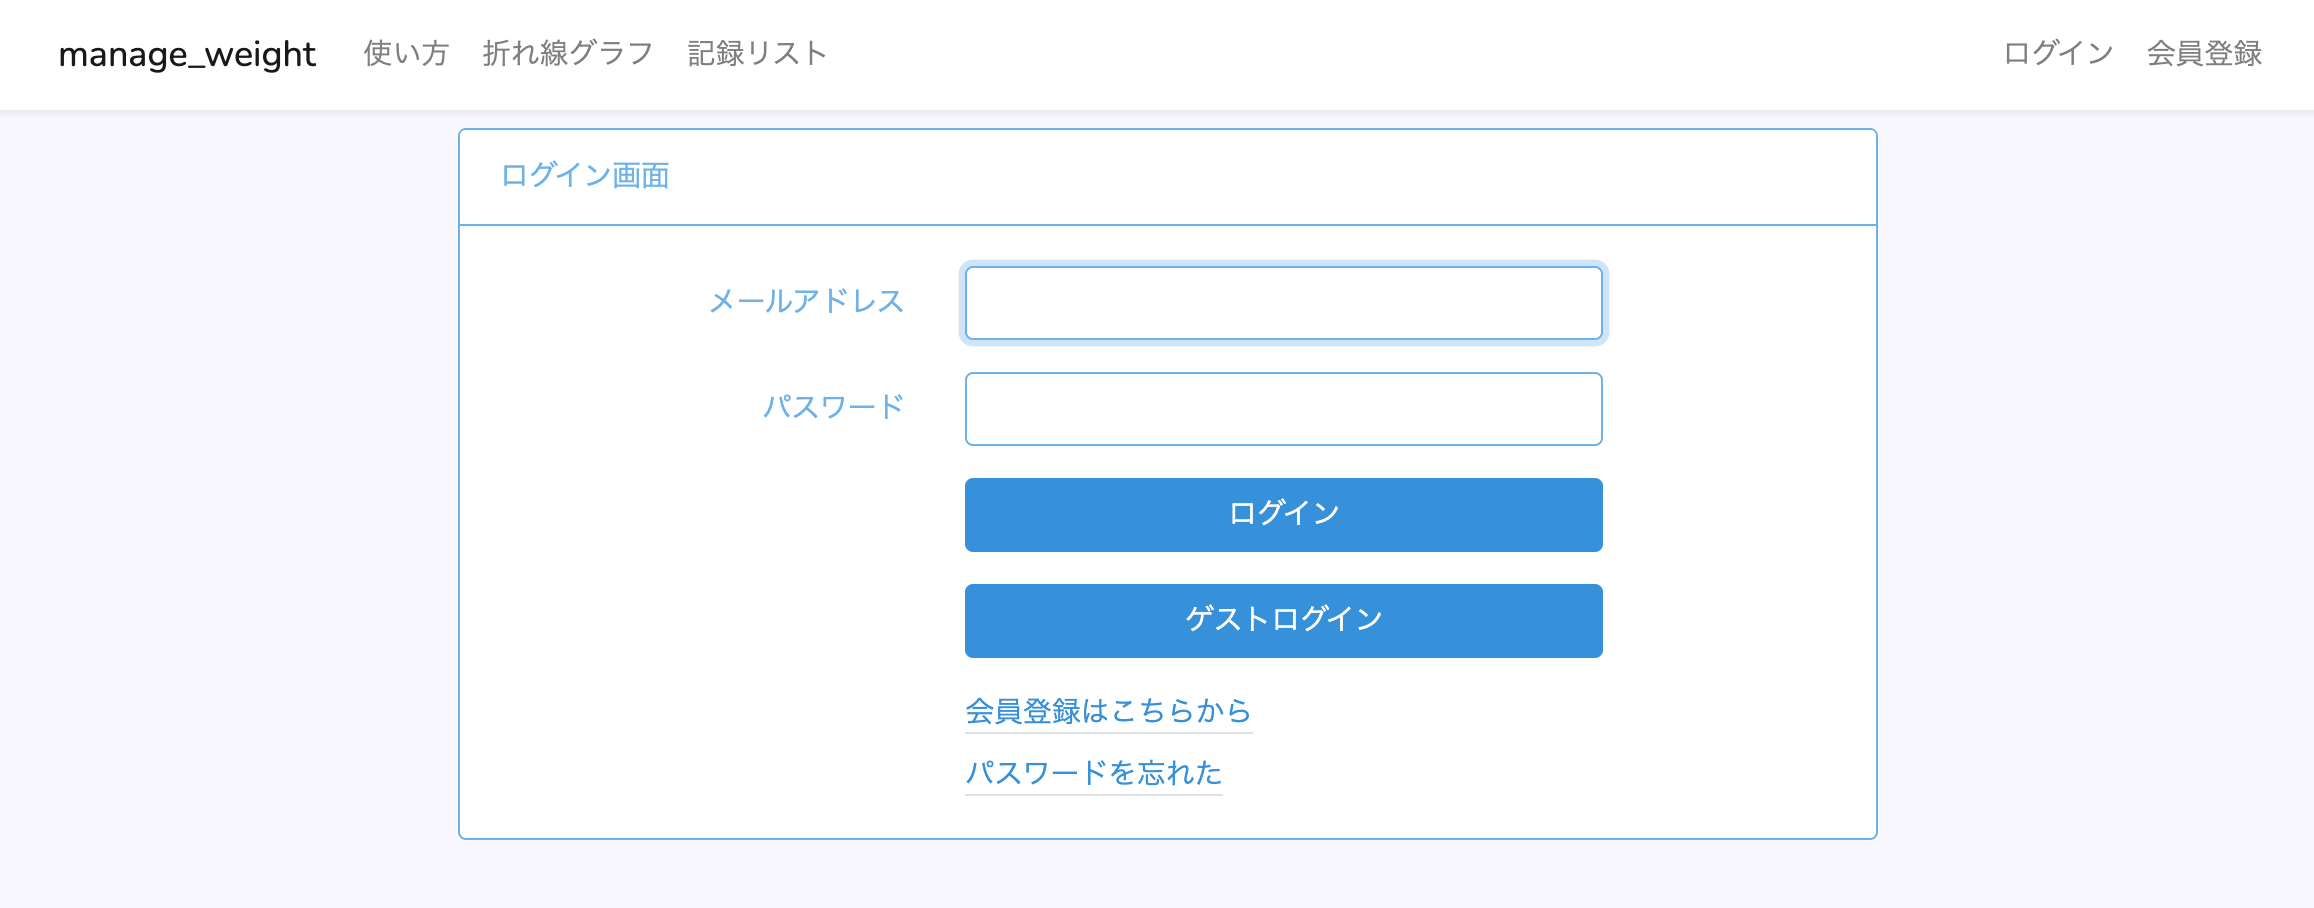 manage_weight 使い方 折れ線グラフ 記録リスト ログイン 会員登録
ログイン画面
メールアドレス
パスワード
ログイン
ゲストログイン
会員登録はこちらから
パスワードを忘れた